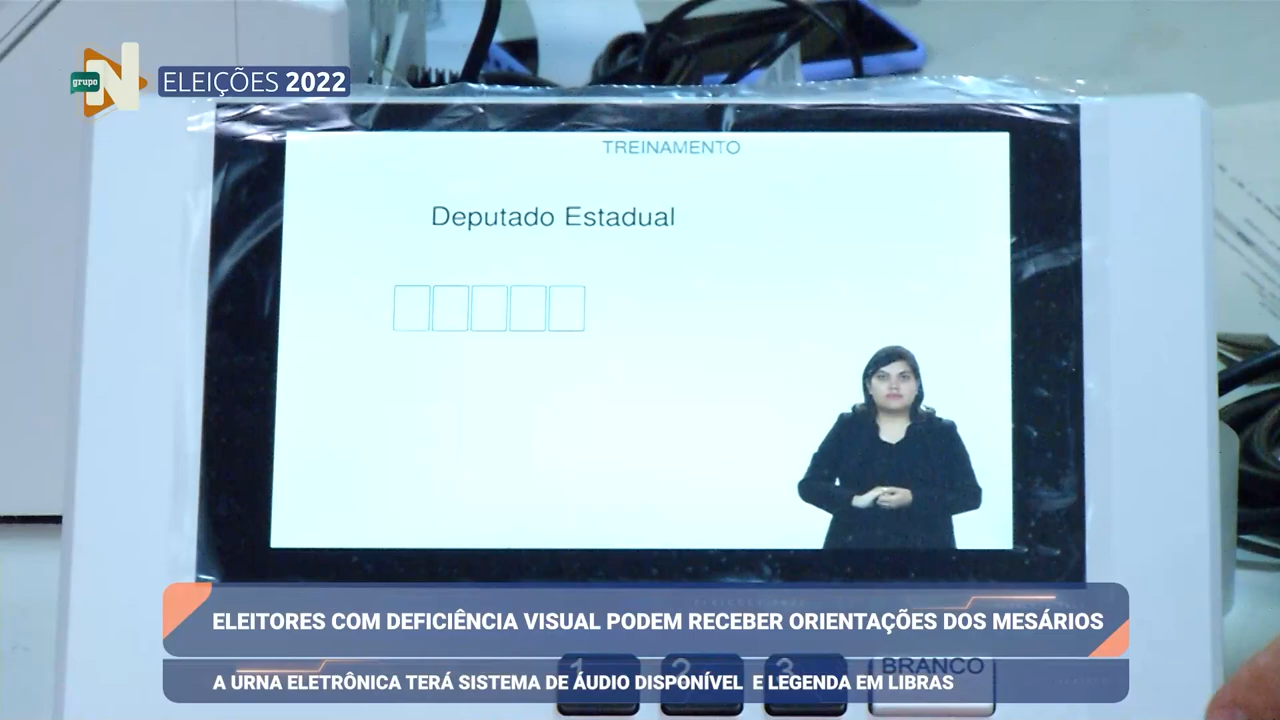 grupo N ELEIÇÕES 2022
TREINAMENTO
Deputado Estadual
ELEITORES COM DEFICIÊNCIA VISUAL PODEM RECEBER ORIENTAÇÕES DOS MESÁRIOS
1 2 3 BRANCO
A URNA ELETRÔNICA TERÁ SISTEMA DE ÁUDIO DISPONÍVEL E LEGENDA EM LIBRAS